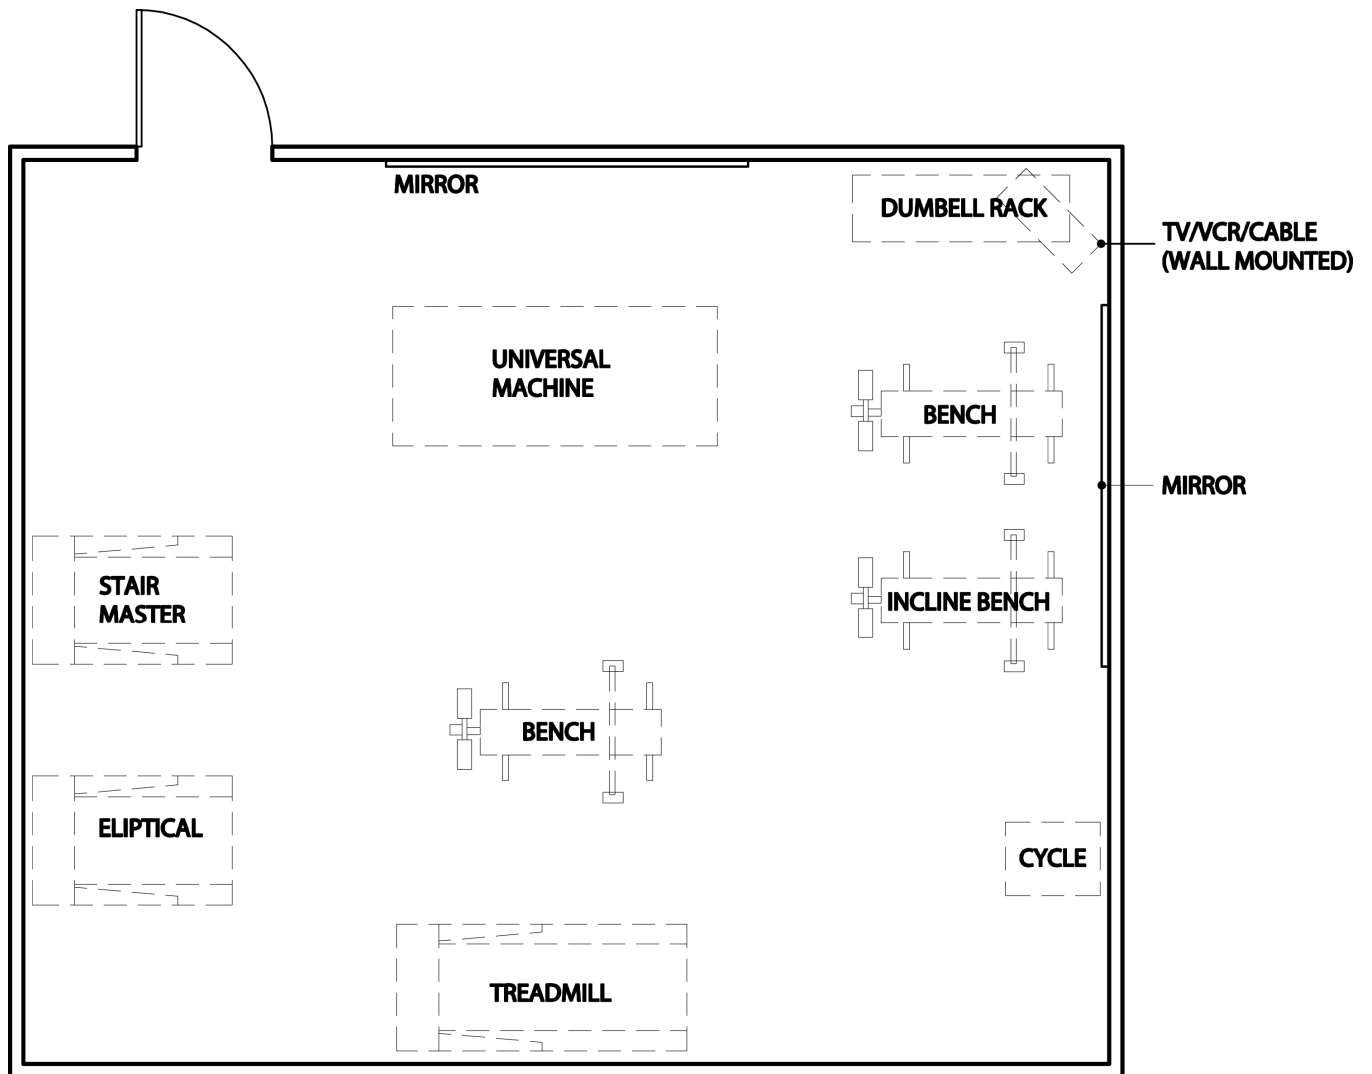 MIRROR
DUMBELL RACK
TV/VCR/CABLE
(WALL MOUNTED)
UNIVERSAL
MACHINE
BENCH
MIRROR
STAIR
MASTER
INCLINE BENCH
BENCH
ELIPTICAL
CYCLE
TREADMILL